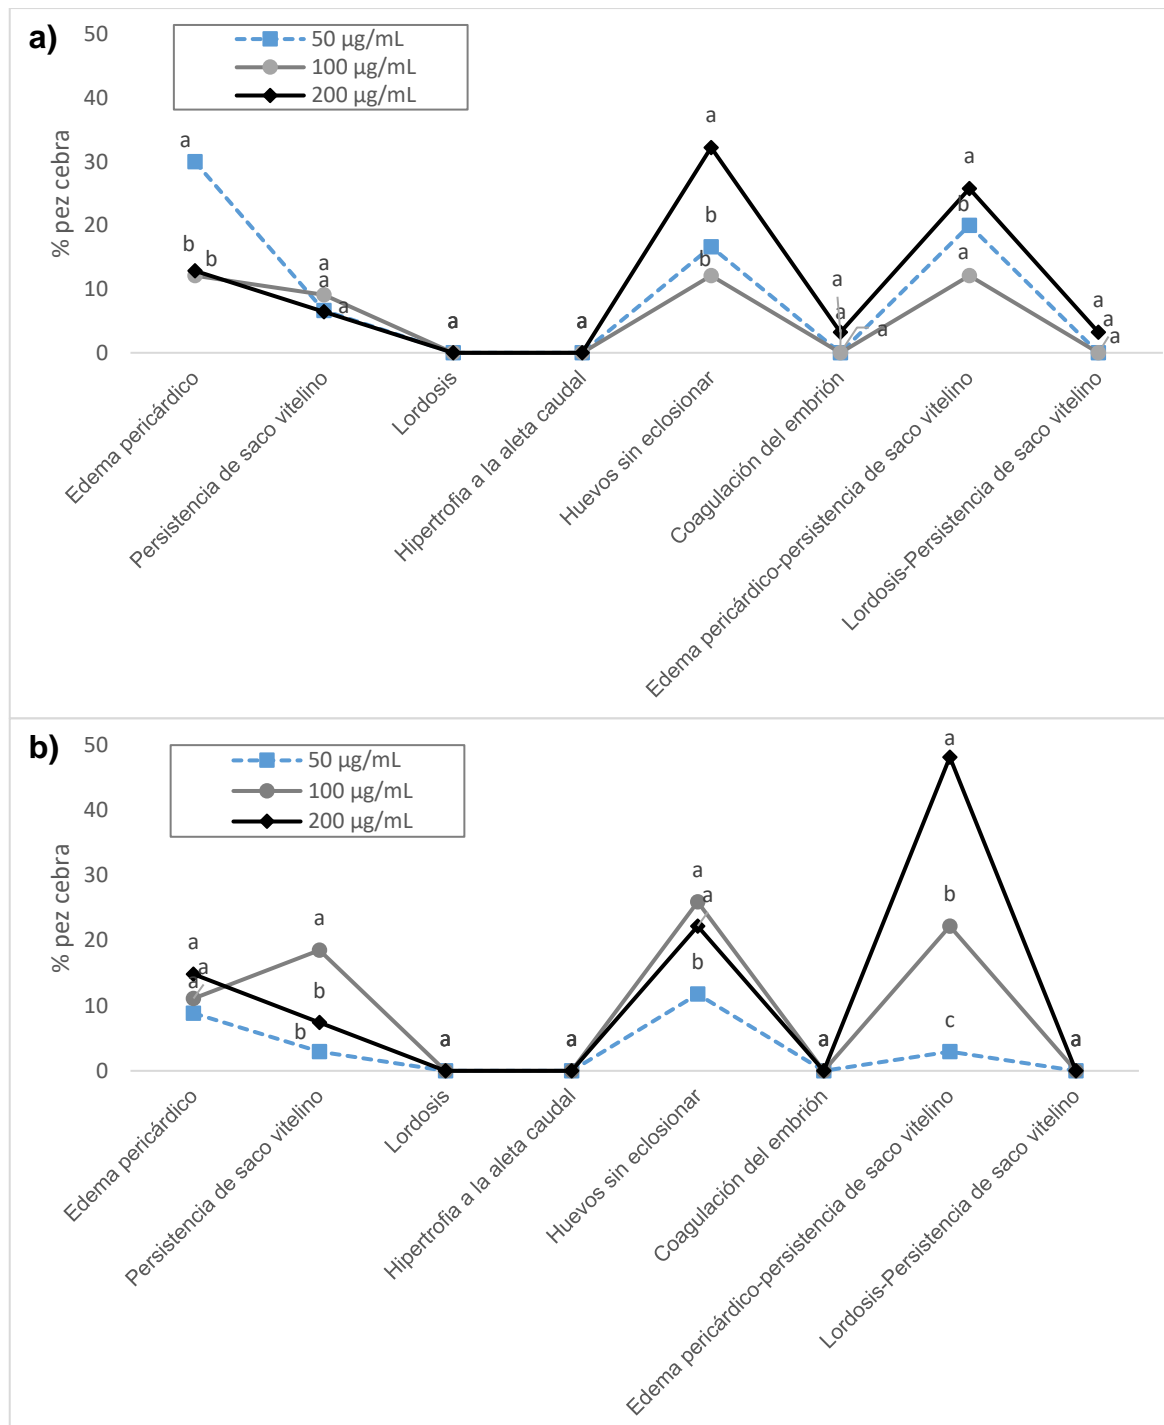 a)
50 µg/mL
100 µg/mL
200 µg/mL
% pez cebra
50
40
30
20
10
0
a
b
b
a
a
a
a
a
a
b
b
a
a
a
a
b
a
a
a
a
Edema pericárdico
Persistencia de saco vitelino
Lordosis
Hipertrofia a la aleta caudal
Huevos sin eclosionar
Coagulación del embrión
Edema pericárdico-persistencia de saco vitelino
Lordosis-Persistencia de saco vitelino
b)
50 µg/mL
100 µg/mL
200 µg/mL
% pez cebra
50
40
30
20
10
0
a
a
a
a
b
b
a
a
a
a
b
a
a
b
c
a
Edema pericárdico
Persistencia de saco vitelino
Lordosis
Hipertrofia a la aleta caudal
Huevos sin eclosionar
Coagulación del embrión
Edema pericárdico-persistencia de saco vitelino
Lordosis-Persistencia de saco vitelino